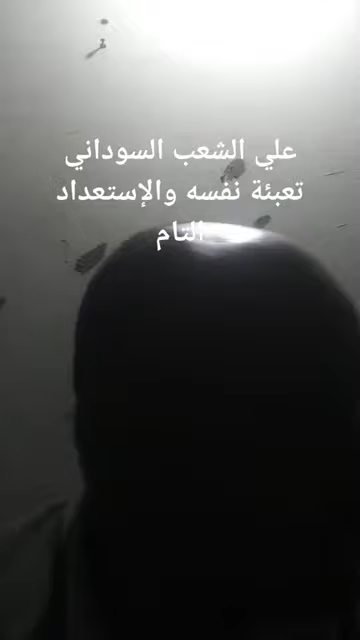 علي الشعب السوداني
تعبئة نفسه والإستعداد
التام